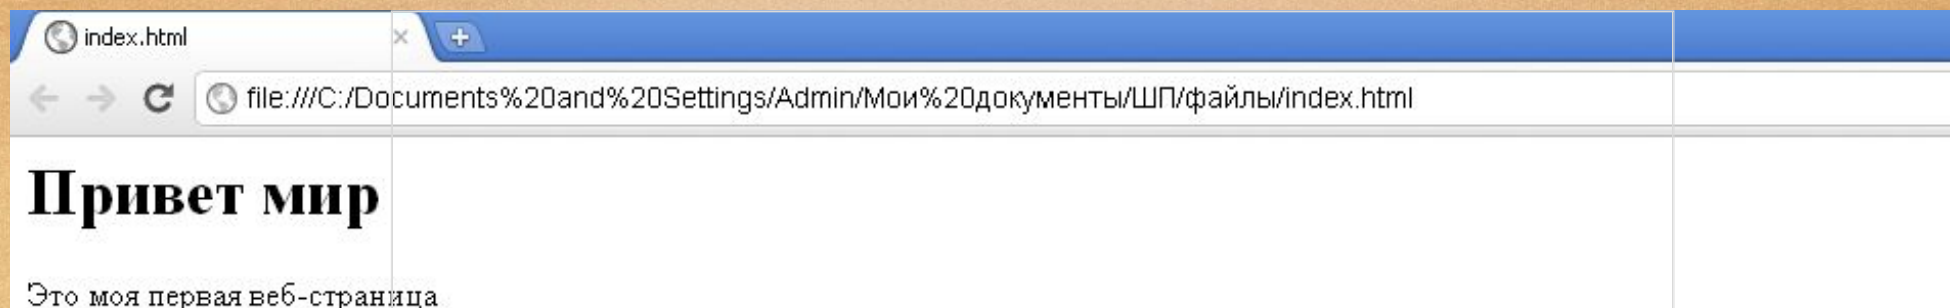 index.html
file:///C:/Documents%20and%20Settings/Admin/Мои%20документы/ШП/файлы/index.html
Привет мир
Это моя первая веб-страница